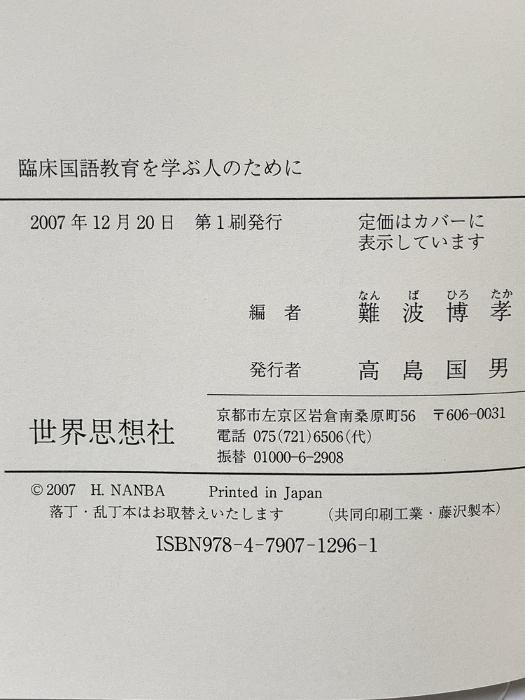 臨床国語教育を学ぶ人のために
2007年12月20日　第1刷発行
定価はカバーに
表示しています
なん ば ひろ たか
編 者　難 波 博 孝
発行者　高 島 国 男
世界思想社
京都市左京区岩倉南桑原町56　〒606-0031
電話 075(721)6506(代)
振替 01000-6-2908
©2007 H. NANBA　Printed in Japan
落丁・乱丁本はお取替えいたします　(共同印刷工業・藤沢製本)
ISBN978-4-7907-1296-1